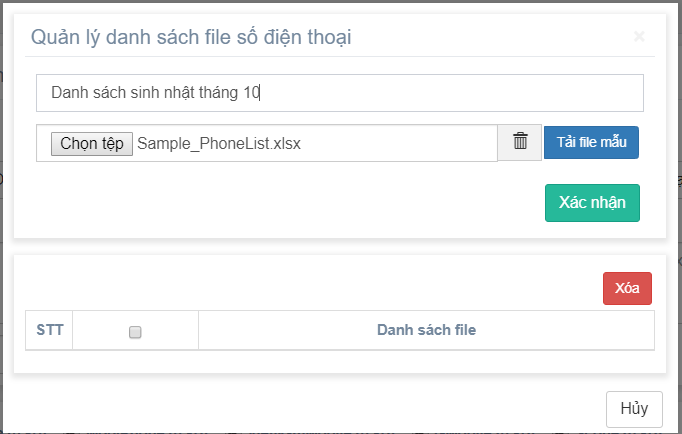 Quản lý danh sách file số điện thoại
×
Danh sách sinh nhật tháng 10
Chọn tệp Sample_PhoneList.xlsx Tải file mẫu
Xác nhận
Xóa
STT Danh sách file
Hủy